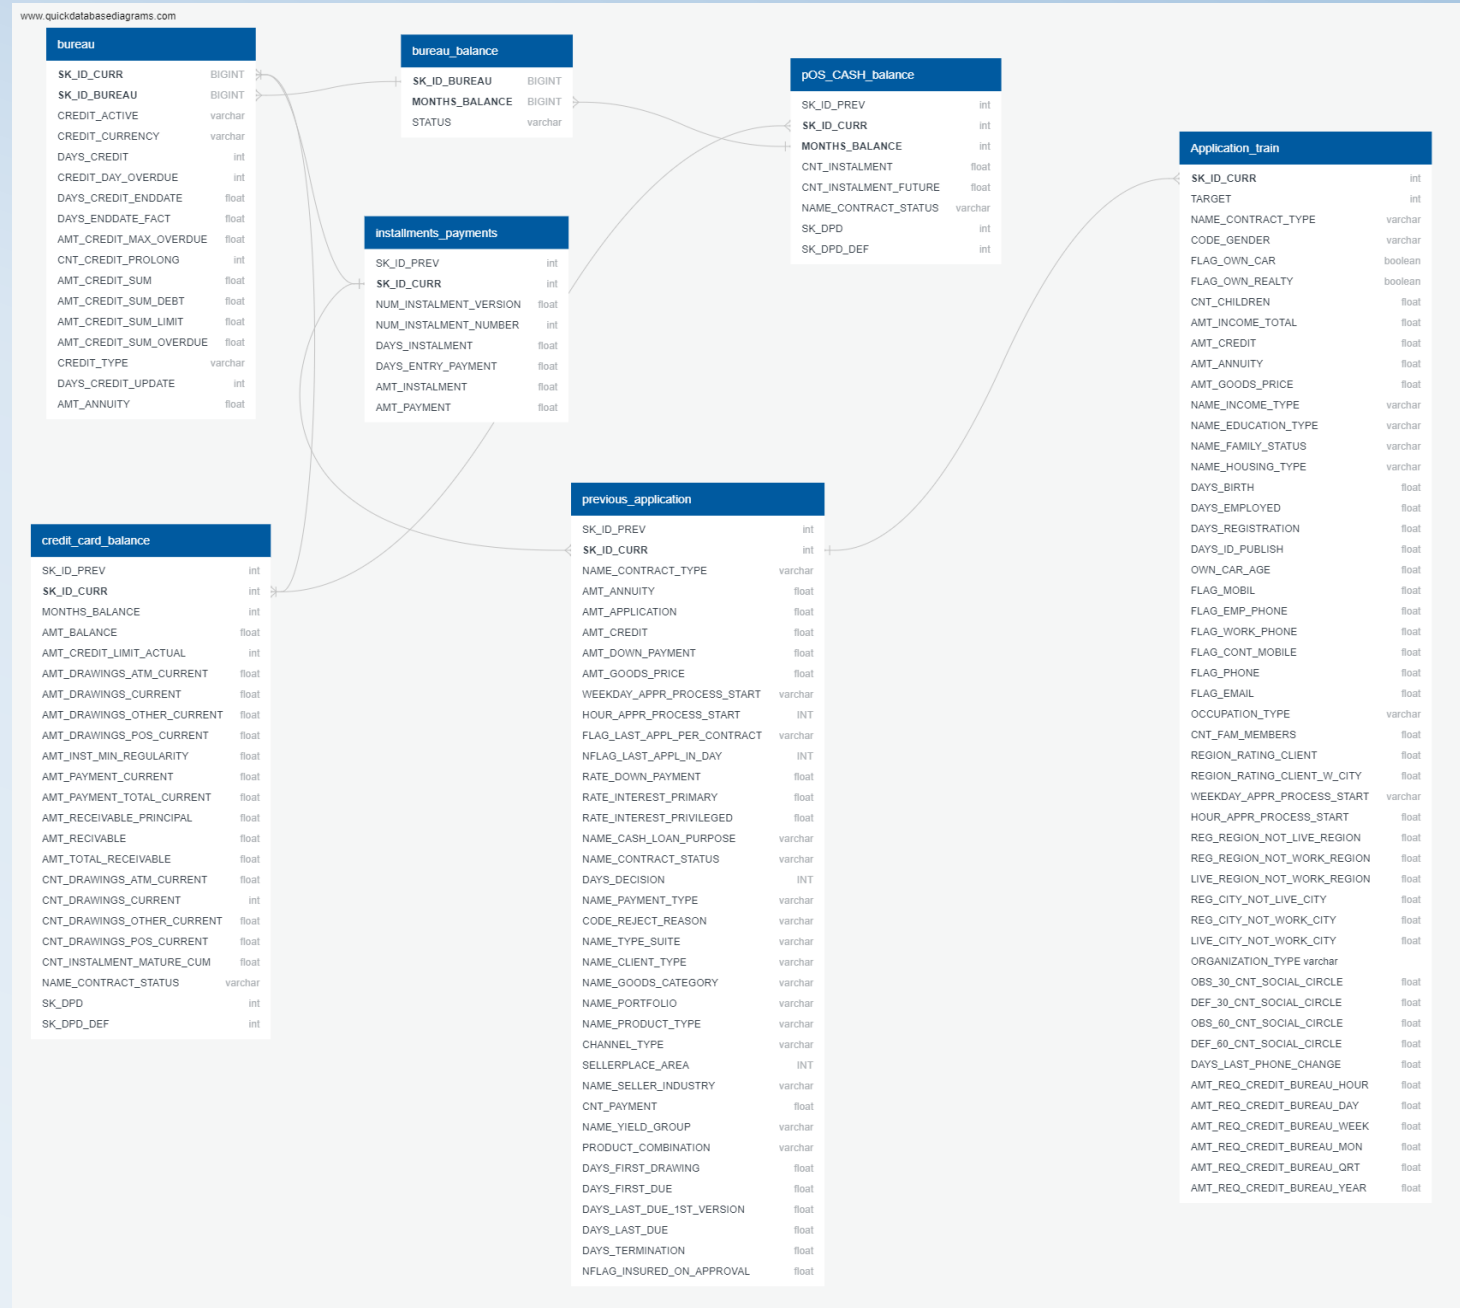 www.quickdatabasediagrams.com
bureau
SK_ID_CURR BIGINT
SK_ID_BUREAU BIGINT
CREDIT_ACTIVE varchar
CREDIT_CURRENCY varchar
DAYS_CREDIT int
CREDIT_DAY_OVERDUE int
DAYS_CREDIT_ENDDATE float
DAYS_ENDDATE_FACT float
AMT_CREDIT_MAX_OVERDUE float
CNT_CREDIT_PROLONG int
AMT_CREDIT_SUM float
AMT_CREDIT_SUM_DEBT float
AMT_CREDIT_SUM_LIMIT float
AMT_CREDIT_SUM_OVERDUE float
CREDIT_TYPE varchar
DAYS_CREDIT_UPDATE int
AMT_ANNUITY float
bureau_balance
SK_ID_BUREAU BIGINT
MONTHS_BALANCE BIGINT
STATUS varchar
pOS_CASH_balance
SK_ID_PREV int
SK_ID_CURR int
MONTHS_BALANCE int
CNT_INSTALMENT float
CNT_INSTALMENT_FUTURE float
NAME_CONTRACT_STATUS varchar
SK_DPD int
SK_DPD_DEF int
installments_payments
SK_ID_PREV int
SK_ID_CURR int
NUM_INSTALMENT_VERSION float
NUM_INSTALMENT_NUMBER int
DAYS_INSTALMENT float
DAYS_ENTRY_PAYMENT float
AMT_INSTALMENT float
AMT_PAYMENT float
credit_card_balance
SK_ID_PREV int
SK_ID_CURR int
MONTHS_BALANCE int
AMT_BALANCE float
AMT_CREDIT_LIMIT_ACTUAL int
AMT_DRAWINGS_ATM_CURRENT float
AMT_DRAWINGS_CURRENT float
AMT_DRAWINGS_OTHER_CURRENT float
AMT_DRAWINGS_POS_CURRENT float
AMT_INST_MIN_REGULARITY float
AMT_PAYMENT_CURRENT float
AMT_PAYMENT_TOTAL_CURRENT float
AMT_RECEIVABLE_PRINCIPAL float
AMT_RECIVABLE float
AMT_TOTAL_RECEIVABLE float
CNT_DRAWINGS_ATM_CURRENT float
CNT_DRAWINGS_CURRENT int
CNT_DRAWINGS_OTHER_CURRENT float
CNT_DRAWINGS_POS_CURRENT float
CNT_INSTALMENT_MATURE_CUM float
NAME_CONTRACT_STATUS varchar
SK_DPD int
SK_DPD_DEF int
previous_application
SK_ID_PREV int
SK_ID_CURR int
NAME_CONTRACT_TYPE varchar
AMT_ANNUITY float
AMT_APPLICATION float
AMT_CREDIT float
AMT_DOWN_PAYMENT float
AMT_GOODS_PRICE float
WEEKDAY_APPR_PROCESS_START varchar
HOUR_APPR_PROCESS_START INT
FLAG_LAST_APPL_PER_CONTRACT varchar
NFLAG_LAST_APPL_IN_DAY INT
RATE_DOWN_PAYMENT float
RATE_INTEREST_PRIMARY float
RATE_INTEREST_PRIVILEGED float
NAME_CASH_LOAN_PURPOSE varchar
NAME_CONTRACT_STATUS varchar
DAYS_DECISION INT
NAME_PAYMENT_TYPE varchar
CODE_REJECT_REASON varchar
NAME_TYPE_SUITE varchar
NAME_CLIENT_TYPE varchar
NAME_GOODS_CATEGORY varchar
NAME_PORTFOLIO varchar
NAME_PRODUCT_TYPE varchar
CHANNEL_TYPE varchar
SELLERPLACE_AREA INT
NAME_SELLER_INDUSTRY varchar
CNT_PAYMENT float
NAME_YIELD_GROUP varchar
PRODUCT_COMBINATION varchar
DAYS_FIRST_DRAWING float
DAYS_FIRST_DUE float
DAYS_LAST_DUE_1ST_VERSION float
DAYS_LAST_DUE float
DAYS_TERMINATION float
NFLAG_INSURED_ON_APPROVAL float
Application_train
SK_ID_CURR int
TARGET int
NAME_CONTRACT_TYPE varchar
CODE_GENDER varchar
FLAG_OWN_CAR boolean
FLAG_OWN_REALTY boolean
CNT_CHILDREN float
AMT_INCOME_TOTAL float
AMT_CREDIT float
AMT_ANNUITY float
AMT_GOODS_PRICE float
NAME_INCOME_TYPE varchar
NAME_EDUCATION_TYPE varchar
NAME_FAMILY_STATUS varchar
NAME_HOUSING_TYPE varchar
DAYS_BIRTH float
DAYS_EMPLOYED float
DAYS_REGISTRATION float
DAYS_ID_PUBLISH float
OWN_CAR_AGE float
FLAG_MOBIL float
FLAG_EMP_PHONE float
FLAG_WORK_PHONE float
FLAG_CONT_MOBILE float
FLAG_PHONE float
FLAG_EMAIL float
OCCUPATION_TYPE varchar
CNT_FAM_MEMBERS float
REGION_RATING_CLIENT float
REGION_RATING_CLIENT_W_CITY float
WEEKDAY_APPR_PROCESS_START varchar
HOUR_APPR_PROCESS_START float
REG_REGION_NOT_LIVE_REGION float
REG_REGION_NOT_WORK_REGION float
LIVE_REGION_NOT_WORK_REGION float
REG_CITY_NOT_LIVE_CITY float
REG_CITY_NOT_WORK_CITY float
LIVE_CITY_NOT_WORK_CITY float
ORGANIZATION_TYPE varchar
OBS_30_CNT_SOCIAL_CIRCLE float
DEF_30_CNT_SOCIAL_CIRCLE float
OBS_60_CNT_SOCIAL_CIRCLE float
DEF_60_CNT_SOCIAL_CIRCLE float
DAYS_LAST_PHONE_CHANGE float
AMT_REQ_CREDIT_BUREAU_HOUR float
AMT_REQ_CREDIT_BUREAU_DAY float
AMT_REQ_CREDIT_BUREAU_WEEK float
AMT_REQ_CREDIT_BUREAU_MON float
AMT_REQ_CREDIT_BUREAU_QRT float
AMT_REQ_CREDIT_BUREAU_YEAR float